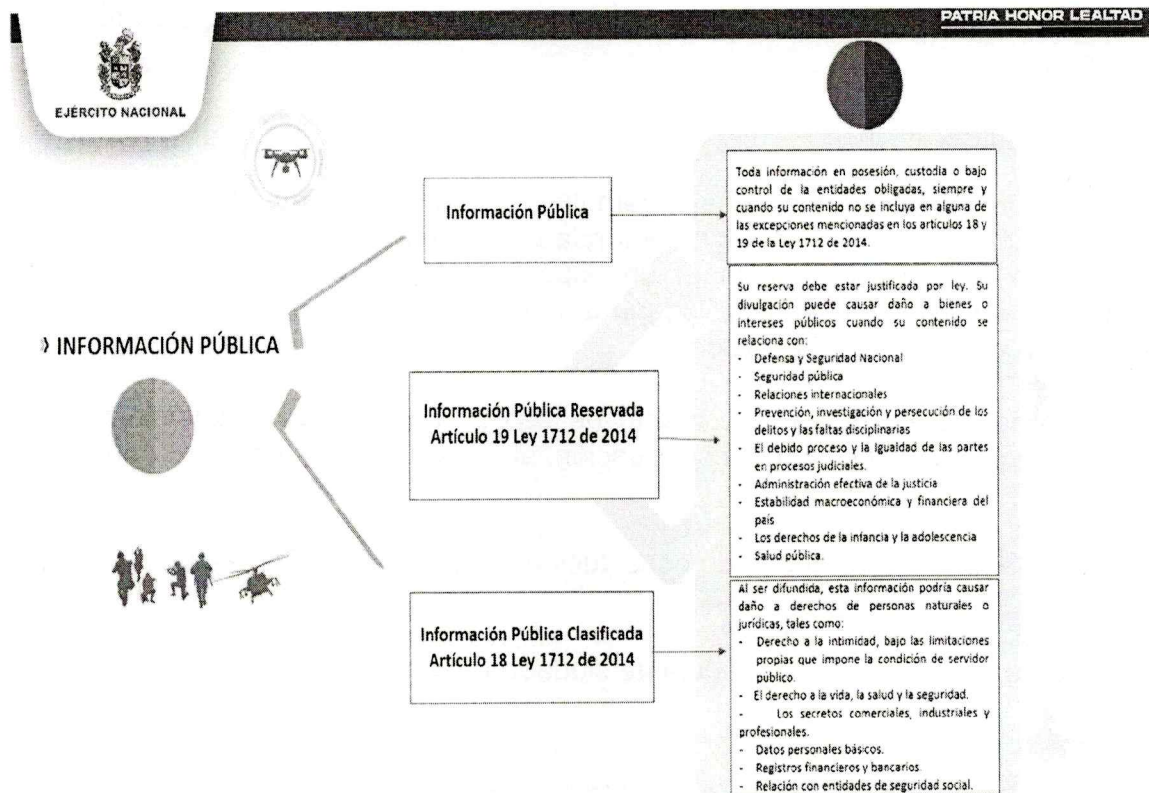 PATRIA HONOR LEALTAD
EJÉRCITO NACIONAL
INFORMACIÓN PÚBLICA
Información Pública
Toda información en posesión, custodia o bajo
control de la entidades obligadas, siempre y
cuando su contenido no se incluya en alguna de
las excepciones mencionadas en los artículos 18 y
19 de la Ley 1712 de 2014.
Información Pública Reservada
Artículo 19 Ley 1712 de 2014
Su reserva debe estar justificada por ley. Su
divulgación puede causar daño a bienes o
intereses públicos cuando su contenido se
relaciona con:
- Defensa y Seguridad Nacional
- Seguridad pública
- Relaciones internacionales
- Prevención, investigación y persecución de los
delitos y las faltas disciplinarias
- El debido proceso y la igualdad de las partes
en procesos judiciales.
- Administración efectiva de la justicia
- Estabilidad macroeconómica y financiera del
país
- Los derechos de la infancia y la adolescencia
- Salud pública.
Información Pública Clasificada
Artículo 18 Ley 1712 de 2014
Al ser difundida, esta información podría causar
daño a derechos de personas naturales o
jurídicas, tales como:
- Derecho a la intimidad, bajo las limitaciones
propias que impone la condición de servidor
público.
- El derecho a la vida, la salud y la seguridad.
- Los secretos comerciales, industriales y
profesionales.
- Datos personales básicos.
- Registros financieros y bancarios.
- Relación con entidades de seguridad social.